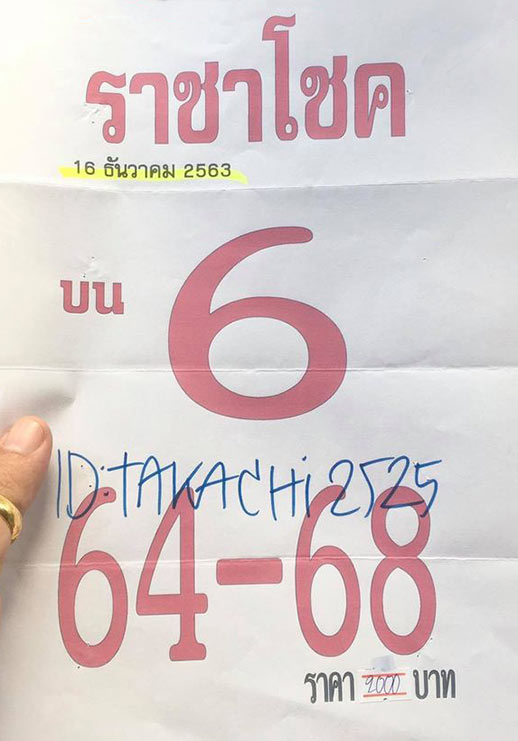 ราชาโชค
16 ธันวาคม 2563
บน 6
ID:TAKACHi2525
64-68
ราคา 2000 บาท